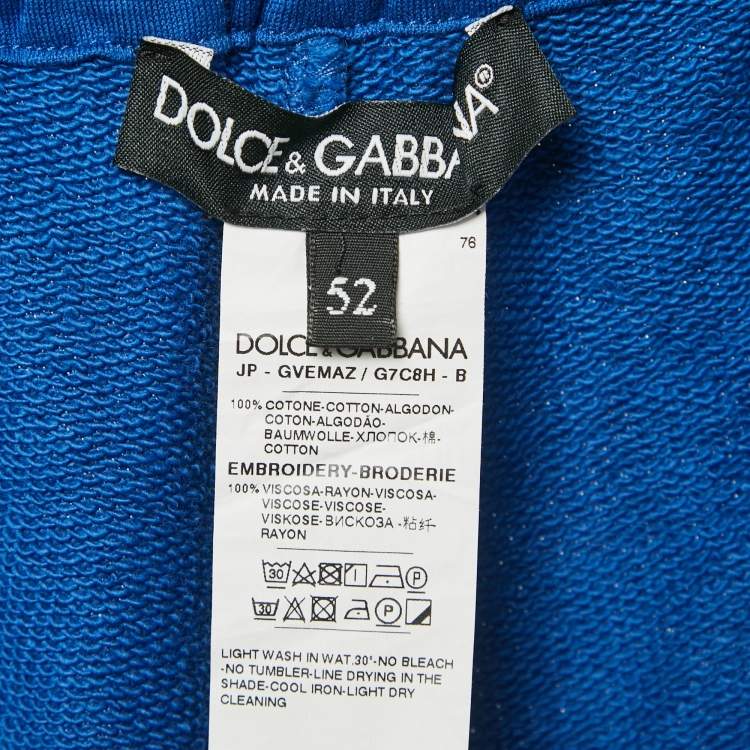 DOLCE & GABBANA®
MADE IN ITALY
76
52
DOLCE & GABBANA
JP - GVEMAZ / G7C8H - B
100% COTONE-COTTON-ALGODON-
COTON-ALGODÃO-
BAUMWOLLE-ХЛОПОК-棉-
COTTON
EMBROIDERY-BRODERIE
100% VISCOSA-RAYON-VISCOSA-
VISCOSE-VISCOSE-
VISKOSE-ВИСКОЗА -粘纤
RAYON
30 P
30 P
LIGHT WASH IN WAT.30°-NO BLEACH
-NO TUMBLER-LINE DRYING IN THE
SHADE-COOL IRON-LIGHT DRY
CLEANING